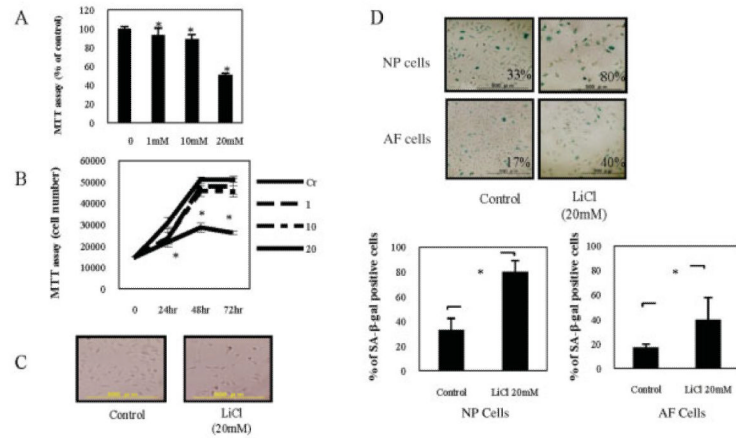 A
MTT assay (% of control)
120
100
80
60
40
20
0
*
*
*
0 1mM 10mM 20mM
B
MTT assay (cell number)
60000
50000
40000
30000
20000
10000
0
*
*
*
0 24hr 48hr 72hr
Cr
1
10
20
C
Control
LiCl
(20mM)
D
NP cells
33%
80%
AF cells
17%
40%
Control
LiCl
(20mM)
% of SA-β-gal positive cells
100
80
60
40
20
0
*
Control LiCl 20mM
NP Cells
% of SA-β-gal positive cells
100
80
60
40
20
0
*
Control LiCl 20mM
AF Cells